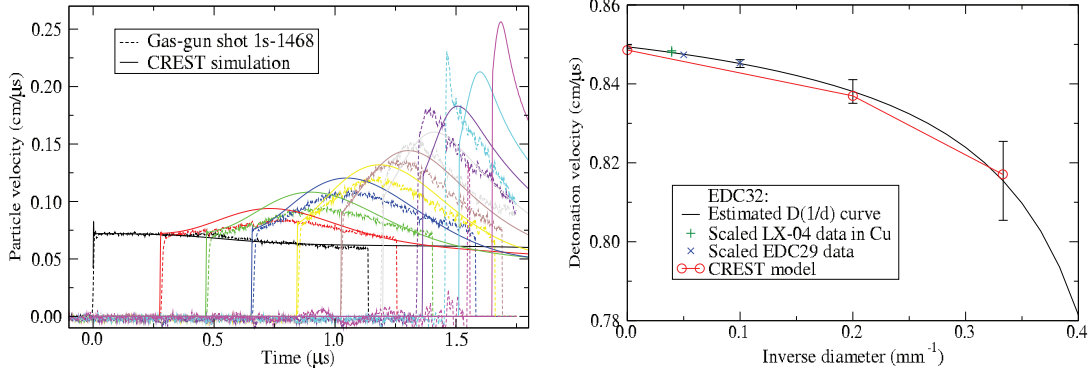 0.25
0.20
0.15
0.10
0.05
0.00
Particle velocity (cm/μs)
Gas-gun shot 1s-1468
CREST simulation
0.0
0.5
1.0
1.5
Time (μs)
0.86
0.84
0.82
0.80
0.78
Detonation velocity (cm/μs)
EDC32:
Estimated D(1/d) curve
Scaled LX-04 data in Cu
Scaled EDC29 data
CREST model
0
0.1
0.2
0.3
0.4
Inverse diameter (mm⁻¹)